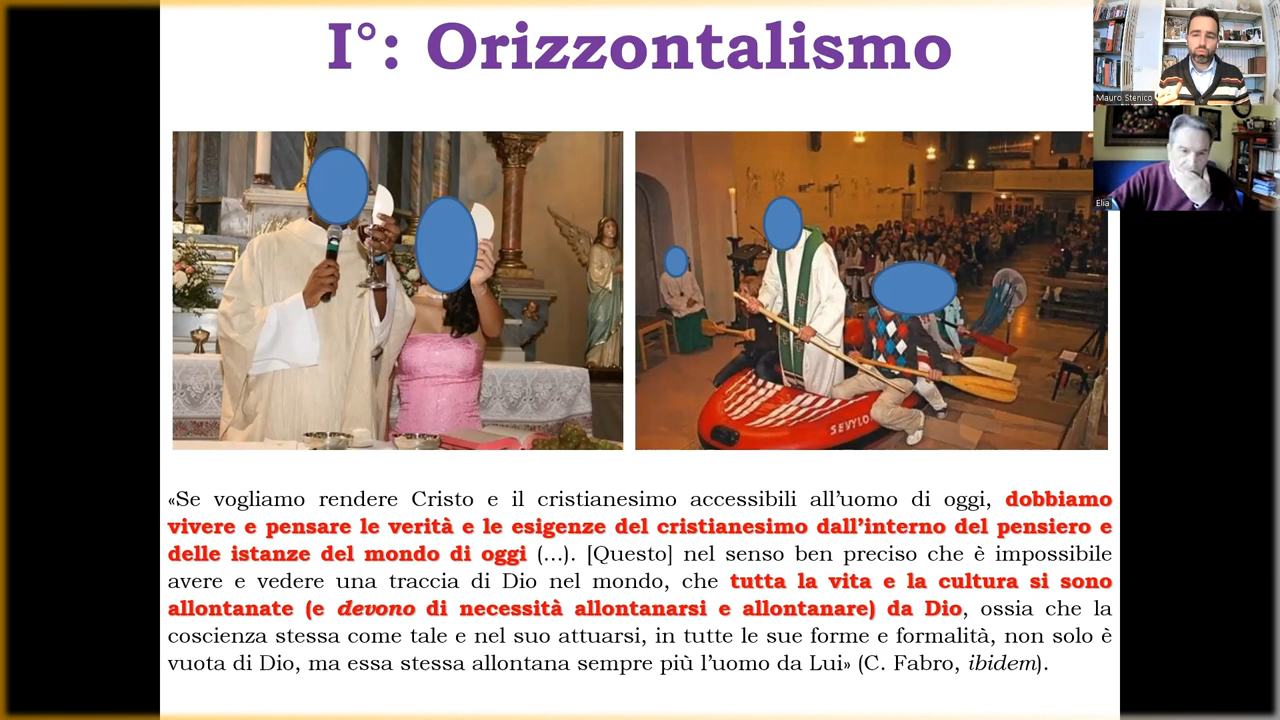 I°: Orizzontalismo
Mauro Stenico
Elia
SEVYLO
«Se vogliamo rendere Cristo e il cristianesimo accessibili all’uomo di oggi, dobbiamo
vivere e pensare le verità e le esigenze del cristianesimo dall’interno del pensiero e
delle istanze del mondo di oggi (…). [Questo] nel senso ben preciso che è impossibile
avere e vedere una traccia di Dio nel mondo, che tutta la vita e la cultura si sono
allontanate (e devono di necessità allontanarsi e allontanare) da Dio, ossia che la
coscienza stessa come tale e nel suo attuarsi, in tutte le sue forme e formalità, non solo è
vuota di Dio, ma essa stessa allontana sempre più l’uomo da Lui» (C. Fabro, ibidem).